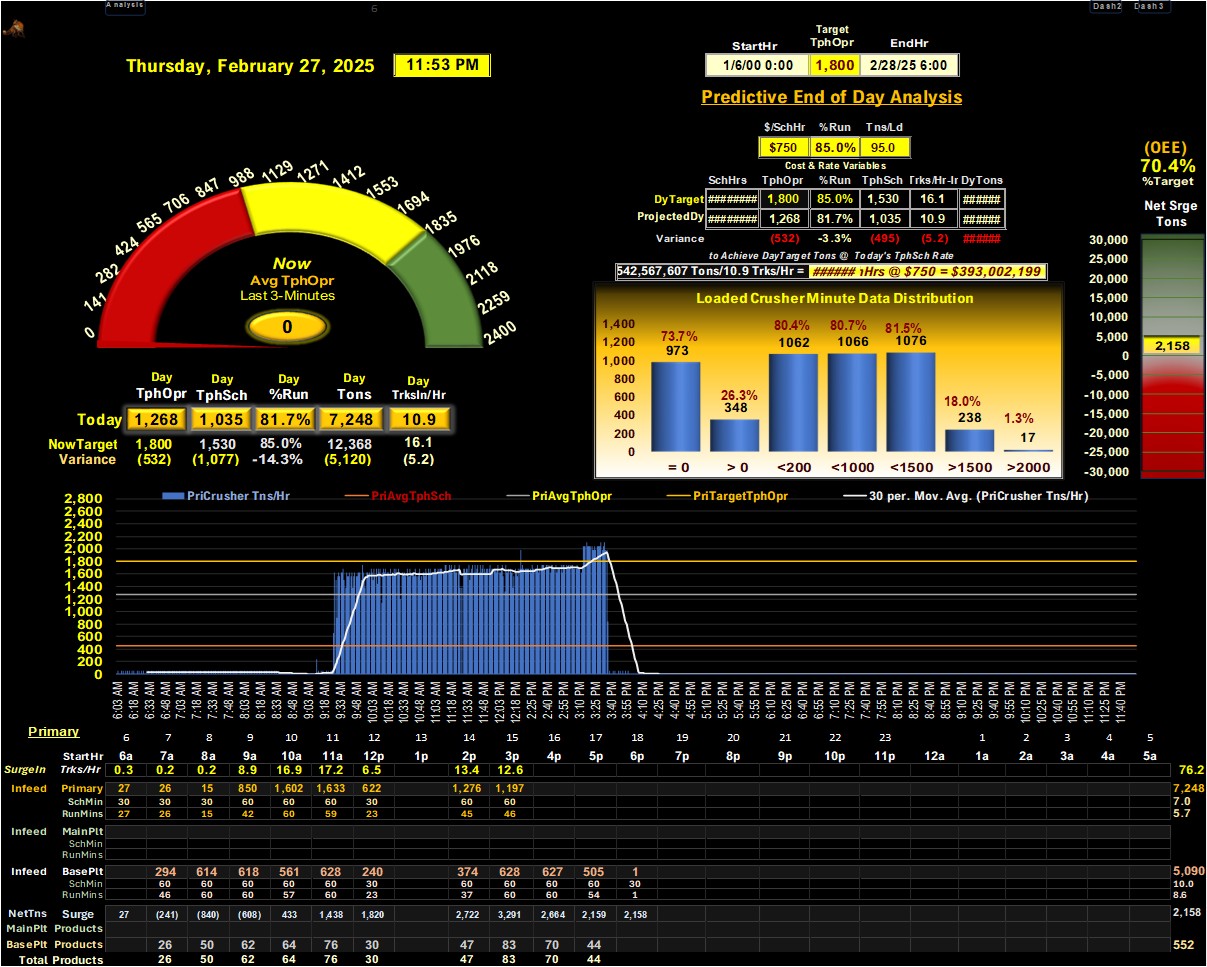 Analysis
6
Dash2
Dash3
Thursday, February 27, 2025
11:53 PM
StartHr
Target
TphOpr
EndHr
1/6/00 0:00
1,800
2/28/25 6:00
Predictive End of Day Analysis
$/SchHr %Run Tns/Ld
$750 85.0% 95.0
Cost & Rate Variables
SchHrs TphOpr %Run TphSch Trks/Hr-Ir DyTons
DyTarget ######## 1,800 85.0% 1,530 16.1 ######
ProjectedDy ######## 1,268 81.7% 1,035 10.9 ######
Variance (532) -3.3% (495) (5.2) ######
to Achieve DayTarget Tons @ Today's TphSch Rate
542,567,607 Tons/10.9 Trks/Hr = ###### Hrs @ $750 = $393,002,199
(OEE)
70.4%
%Target
Net Srge
Tons
30,000
25,000
20,000
15,000
10,000
5,000
2,158
0
-5,000
-10,000
-15,000
-20,000
-25,000
-30,000
0
141
282
424
565
706
847
988
1129
1271
1412
1553
1694
1835
1976
2118
2259
2400
Now
Avg TphOpr
Last 3-Minutes
0
Loaded Crusher Minute Data Distribution
1,400
1,200
1,000
800
600
400
200
0
73.7% 26.3% 80.4% 80.7% 81.5% 18.0% 1.3%
973 348 1062 1066 1076 238 17
= 0 > 0 <200 <1000 <1500 >1500 >2000
Day Day Day Day Day
TphOpr TphSch %Run Tons TrksIn/Hr
Today 1,268 1,035 81.7% 7,248 10.9
NowTarget 1,800 1,530 85.0% 12,368 16.1
Variance (532) (1,077) -14.3% (5,120) (5.2)
PriCrusher Tns/Hr PriAvgTphSch PriAvgTphOpr PriTargetTphOpr 30 per. Mov. Avg. (PriCrusher Tns/Hr)
2,800
2,600
2,400
2,200
2,000
1,800
1,600
1,400
1,200
1,000
800
600
400
200
0
6:03 AM 6:18 AM 6:33 AM 6:48 AM 7:03 AM 7:18 AM 7:33 AM 7:48 AM 8:03 AM 8:18 AM 8:33 AM 8:48 AM 9:03 AM 9:18 AM 9:33 AM 9:48 AM 10:03 AM 10:18 AM 10:33 AM 10:48 AM 11:03 AM 11:18 AM 11:33 AM 11:48 AM 12:03 PM 12:18 PM 2:25 PM 2:40 PM 2:55 PM 3:10 PM 3:25 PM 3:40 PM 3:55 PM 4:10 PM 4:25 PM 4:40 PM 4:55 PM 5:10 PM 5:25 PM 5:40 PM 5:55 PM 6:10 PM 6:25 PM 6:40 PM 6:55 PM 7:10 PM 7:25 PM 7:40 PM 7:55 PM 8:10 PM 8:25 PM 8:40 PM 8:55 PM 9:10 PM 9:25 PM 9:40 PM 9:55 PM 10:10 PM 10:25 PM 10:40 PM 10:55 PM 11:10 PM 11:25 PM 11:40 PM
Primary
6 7 8 9 10 11 12 13 14 15 16 17 18 19 20 21 22 23 1 2 3 4 5
StartHr 6a 7a 8a 9a 10a 11a 12p 1p 2p 3p 4p 5p 6p 7p 8p 9p 10p 11p 12a 1a 2a 3a 4a 5a
SurgeIn Trks/Hr 0.3 0.2 0.2 8.9 16.9 17.2 6.5 13.4 12.6 76.2
Infeed Primary 27 26 15 850 1,602 1,633 622 1,276 1,197 7,248
SchMin 30 30 30 60 60 60 30 60 60 7.0
RunMins 27 26 15 42 60 59 23 45 46 5.7
Infeed MainPlt
SchMin
RunMins
Infeed BasePlt 294 614 618 561 628 240 374 628 627 505 1 5,090
SchMin 60 60 60 60 60 30 60 60 60 60 30 10.0
RunMins 46 60 60 57 60 23 37 60 60 54 1 8.6
NetTns Surge 27 (241) (840) (608) 433 1,438 1,820 2,722 3,291 2,664 2,159 2,158 2,158
MainPlt Products
BasePlt Products 26 50 62 64 76 30 47 83 70 44 552
Total Products 26 50 62 64 76 30 47 83 70 44